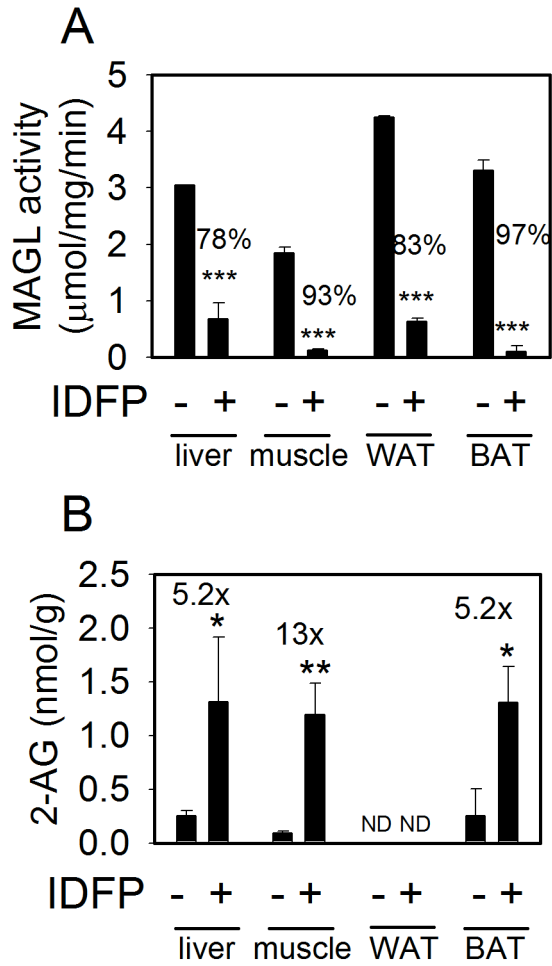 A
MAGL activity
(μmol/mg/min)
5
4
3
2
1
0
78%
***
93%
***
83%
***
97%
***
IDFP - + - + - + - +
liver muscle WAT BAT
B
2-AG (nmol/g)
2.5
2.0
1.5
1.0
0.5
0.0
5.2x
*
13x
**
ND ND
5.2x
*
IDFP - + - + - + - +
liver muscle WAT BAT